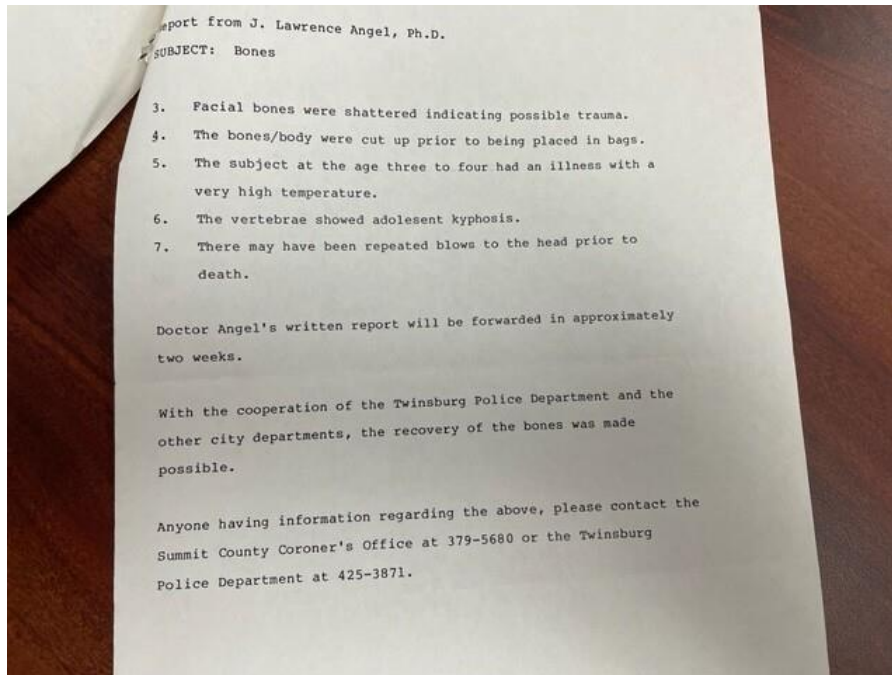 eport from J. Lawrence Angel, Ph.D.
SUBJECT: Bones
3. Facial bones were shattered indicating possible trauma.
4. The bones/body were cut up prior to being placed in bags.
5. The subject at the age three to four had an illness with a
very high temperature.
6. The vertebrae showed adolesent kyphosis.
7. There may have been repeated blows to the head prior to
death.
Doctor Angel's written report will be forwarded in approximately
two weeks.
With the cooperation of the Twinsburg Police Department and the
other city departments, the recovery of the bones was made
possible.
Anyone having information regarding the above, please contact the
Summit County Coroner's Office at 379-5680 or the Twinsburg
Police Department at 425-3871.